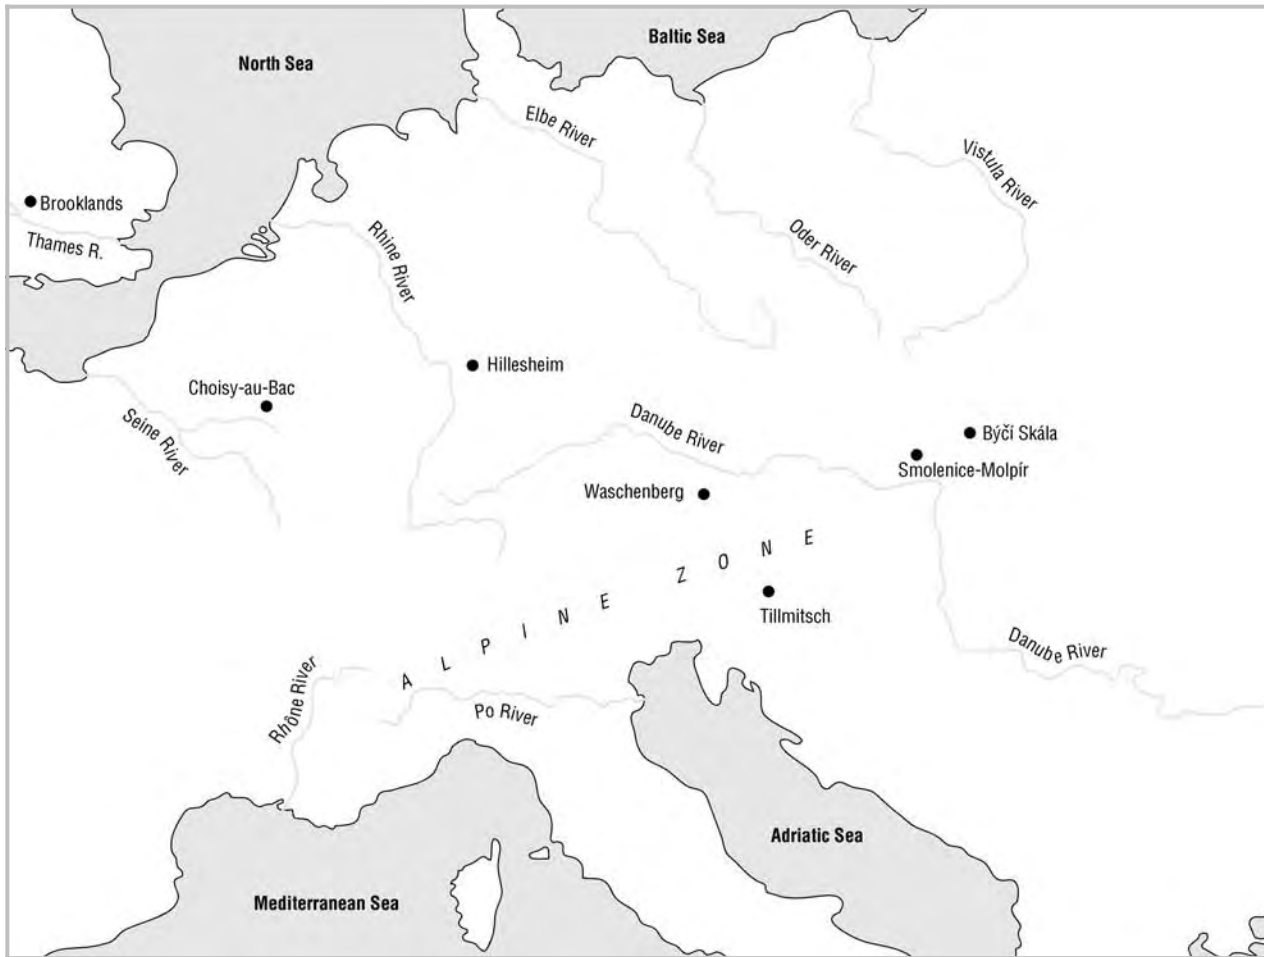 Baltic Sea
North Sea
Elbe River
Vistula River
Brooklands
Thames R.
Rhine River
Oder River
Hillesheim
Choisy-au-Bac
Seine River
Danube River
Býčí Skála
Smolenice-Molpír
Waschenberg
ALPINE ZONE
Tillmitsch
Danube River
Rhône River
Po River
Adriatic Sea
Mediterranean Sea